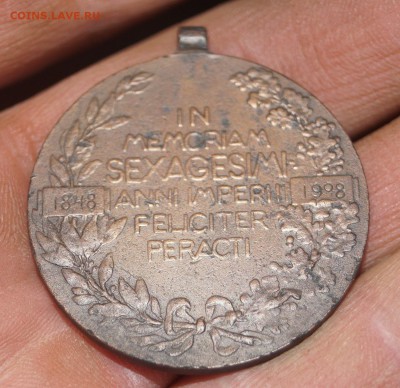 COINS.LAVE.RU
IN
MEMORIAM
SEXAGESIMI
1848 ANNI IMPERII 1908
FELICITER
PERACTI